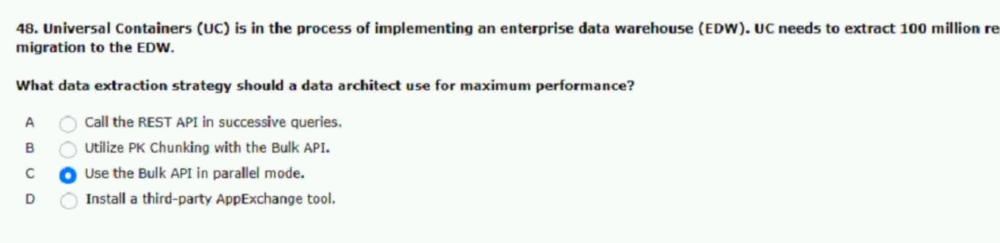 48. Universal Containers (UC) is in the process of implementing an enterprise data warehouse (EDW). UC needs to extract 100 million re
migration to the EDW.
What data extraction strategy should a data architect use for maximum performance?
A Call the REST API in successive queries.
B Utilize PK Chunking with the Bulk API.
C Use the Bulk API in parallel mode.
D Install a third-party AppExchange tool.